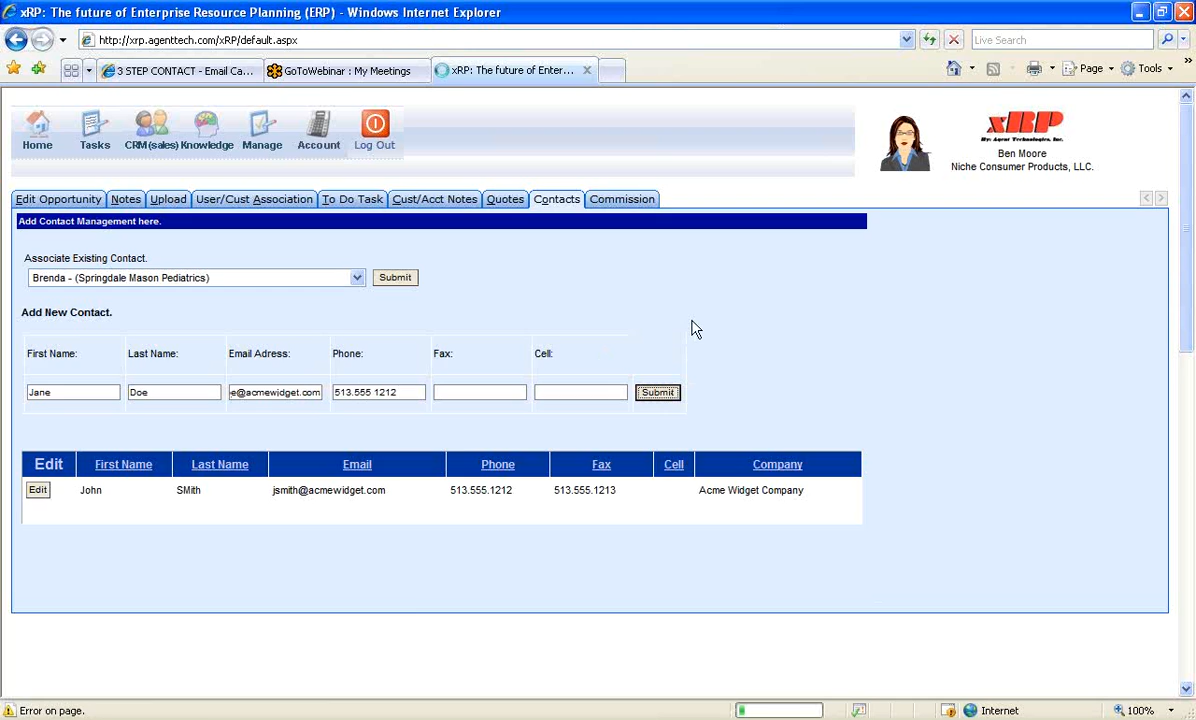 xRP: The future of Enterprise Resource Planning (ERP) - Windows Internet Explorer
http://xrp.agenttech.com/xRP/default.aspx
Live Search
3 STEP CONTACT - Email Ca...
GoToWebinar : My Meetings
xRP: The future of Enter...
Page
Tools
Home
Tasks
CRM(sales)
Knowledge
Manage
Account
Log Out
xRP
By: Agent Technologies, Inc.
Ben Moore
Niche Consumer Products, LLC.
Edit Opportunity
Notes
Upload
User/Cust Association
To Do Task
Cust/Acct Notes
Quotes
Contacts
Commission
Add Contact Management here.
Associate Existing Contact.
Brenda - (Springdale Mason Pediatrics)
Submit
Add New Contact.
First Name: Last Name: Email Adress: Phone: Fax: Cell:
Jane Doe e@acmewidget.com 513.555 1212 Submit
Edit First Name Last Name Email Phone Fax Cell Company
Edit John SMith jsmith@acmewidget.com 513.555.1212 513.555.1213 Acme Widget Company
Error on page.
Internet
100%